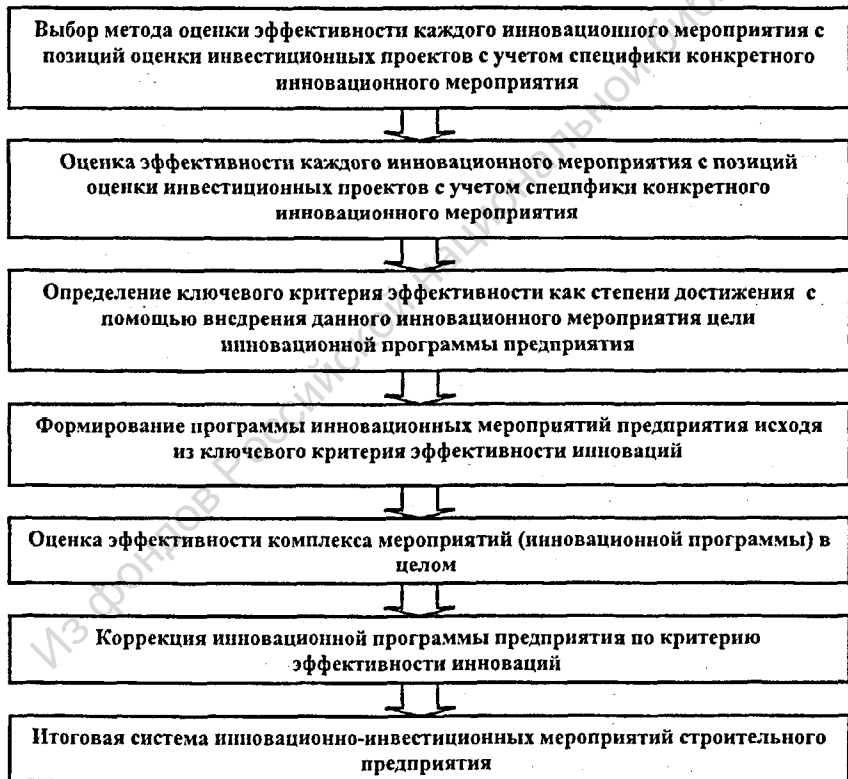 Выбор метода оценки эффективности каждого инновационного мероприятия с
позиций оценки инвестиционных проектов с учетом специфики конкретного
инновационного мероприятия
Оценка эффективности каждого инновационного мероприятия с позиций
оценки инвестиционных проектов с учетом специфики конкретного
инновационного мероприятия
Определение ключевого критерия эффективности как степени достижения с
помощью внедрения данного инновационного мероприятия цели
инновационной программы предприятия
Формирование программы инновационных мероприятий предприятия исходя
из ключевого критерия эффективности инноваций
Оценка эффективности комплекса мероприятий (инновационной программы) в
целом
Коррекция инновационной программы предприятия по критерию
эффективности инноваций
Итоговая система инновационно-инвестиционных мероприятий строительного
предприятия
Из фондов Российской национальной